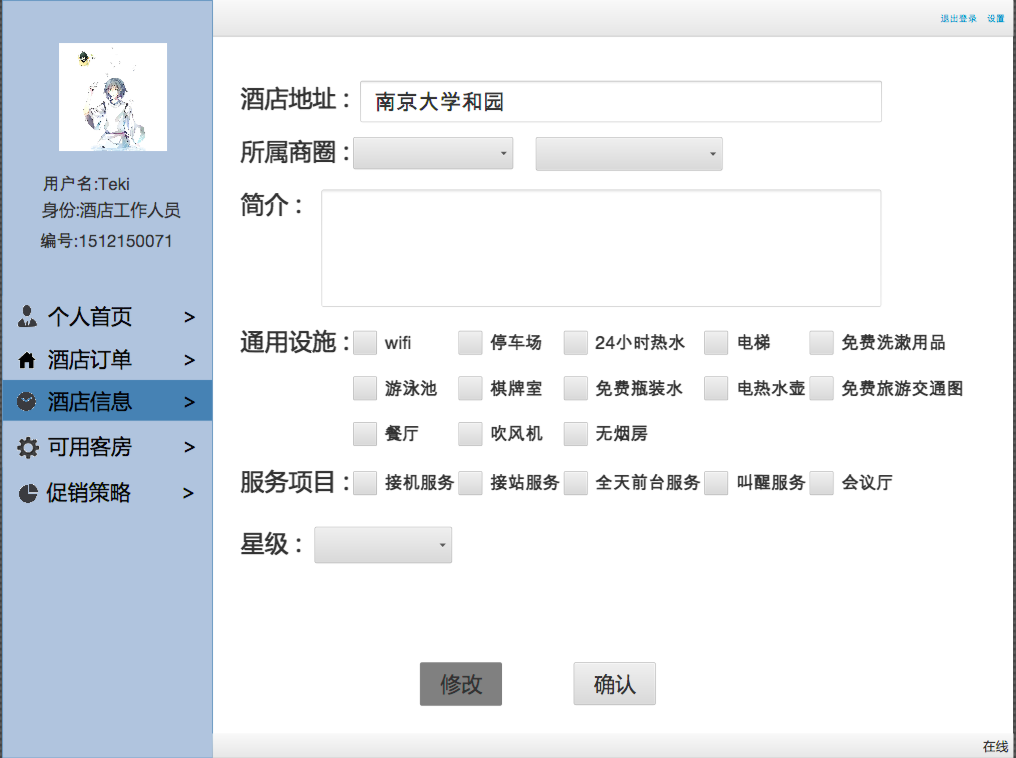 退出登录 设置
用户名:Teki
身份:酒店工作人员
编号:1512150071
个人首页 >
酒店订单 >
酒店信息 >
可用客房 >
促销策略 >
酒店地址： 南京大学和园
所属商圈：
简介：
通用设施： wifi 停车场 24小时热水 电梯 免费洗漱用品
游泳池 棋牌室 免费瓶装水 电热水壶 免费旅游交通图
餐厅 吹风机 无烟房
服务项目： 接机服务 接站服务 全天前台服务 叫醒服务 会议厅
星级：
修改 确认
在线